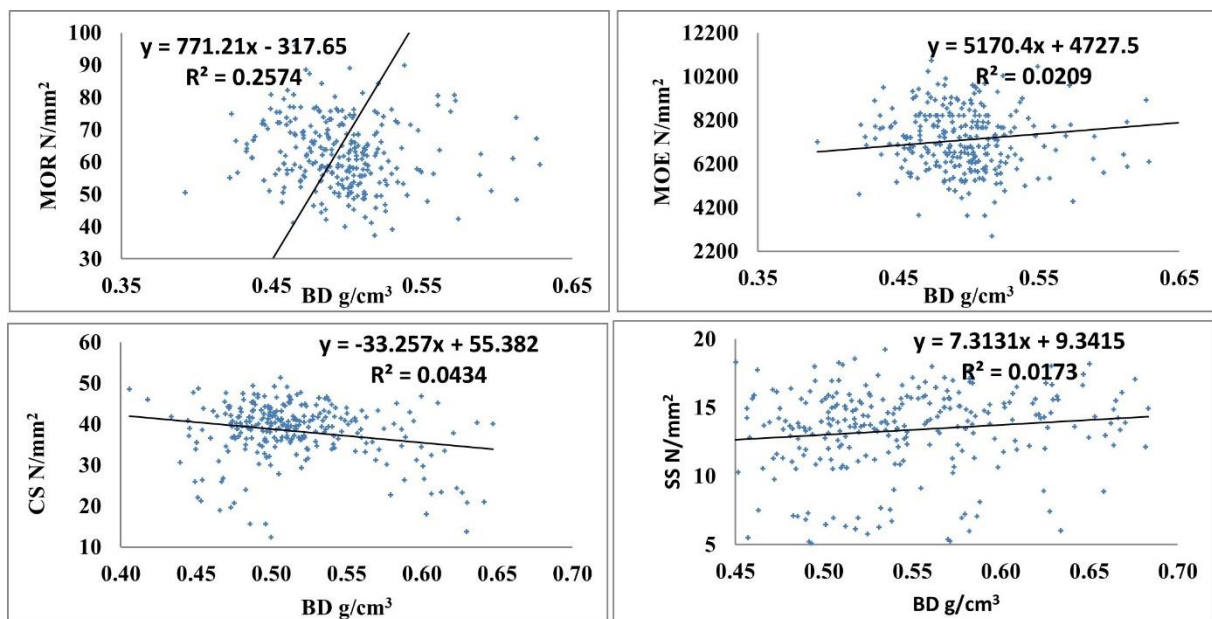 y = 771.21x - 317.65
R² = 0.2574
MOR N/mm²
100
90
80
70
60
50
40
30
0.35 0.45 0.55 0.65
BD g/cm³
y = 5170.4x + 4727.5
R² = 0.0209
MOE N/mm²
12200
10200
8200
6200
4200
2200
0.35 0.45 0.55 0.65
BD g/cm³
y = -33.257x + 55.382
R² = 0.0434
CS N/mm²
60
50
40
30
20
10
0.40 0.45 0.50 0.55 0.60 0.65 0.70
BD g/cm³
y = 7.3131x + 9.3415
R² = 0.0173
SS N/mm²
20
15
10
5
0.45 0.50 0.55 0.60 0.65 0.70
BD g/cm³